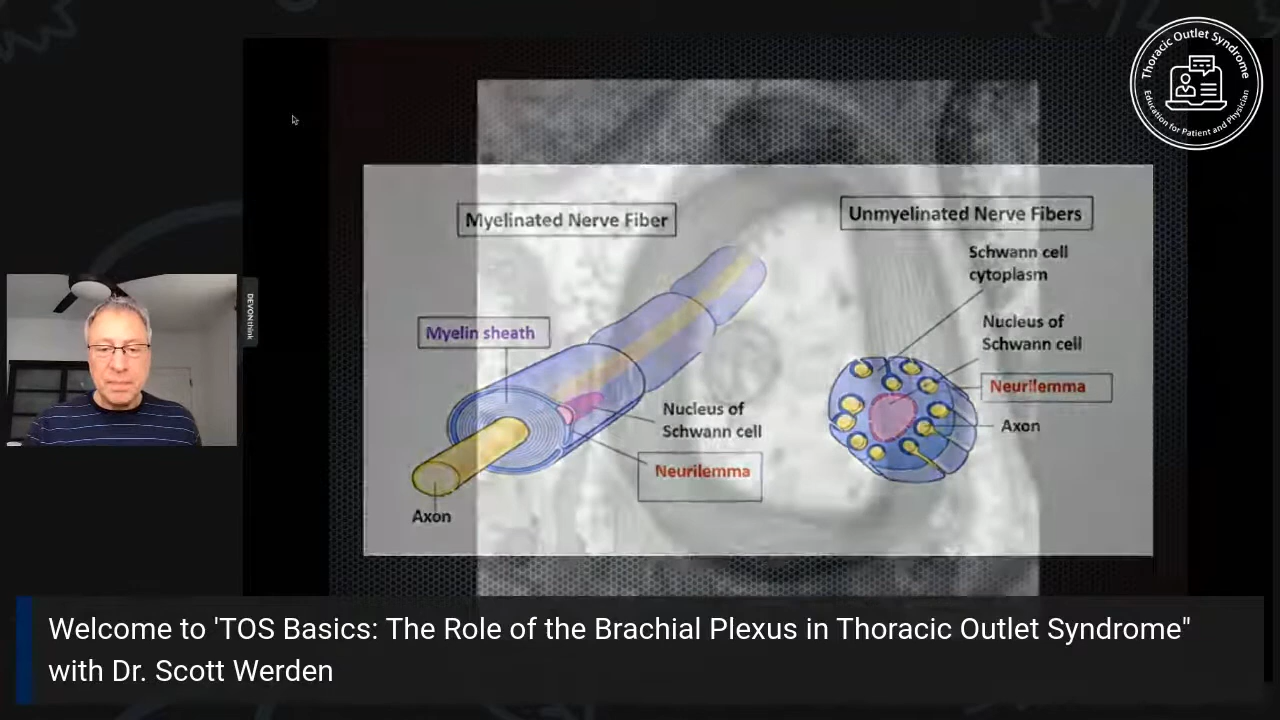 Thoracic Outlet Syndrome
Education for Patient and Physician
Myelinated Nerve Fiber
Unmyelinated Nerve Fibers
Schwann cell
cytoplasm
Myelin sheath
Nucleus of
Schwann cell
Neurilemma
Axon
Nucleus of
Schwann cell
Neurilemma
Axon
DEVONthink
Welcome to 'TOS Basics: The Role of the Brachial Plexus in Thoracic Outlet Syndrome"
with Dr. Scott Werden